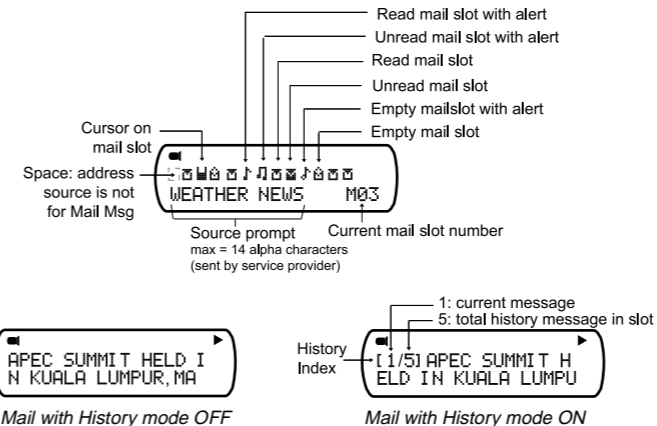 Read mail slot with alert
Unread mail slot with alert
Read mail slot
Unread mail slot
Empty mailslot with alert
Empty mail slot
Cursor on
mail slot
Space: address
source is not
for Mail Msg
WEATHER NEWS M03
Source prompt
max = 14 alpha characters
(sent by service provider)
Current mail slot number
1: current message
5: total history message in slot
History
Index
APEC SUMMIT HELD I
N KUALA LUMPUR,MA
[1/5]APEC SUMMIT H
ELD IN KUALA LUMPU
Mail with History mode OFF
Mail with History mode ON